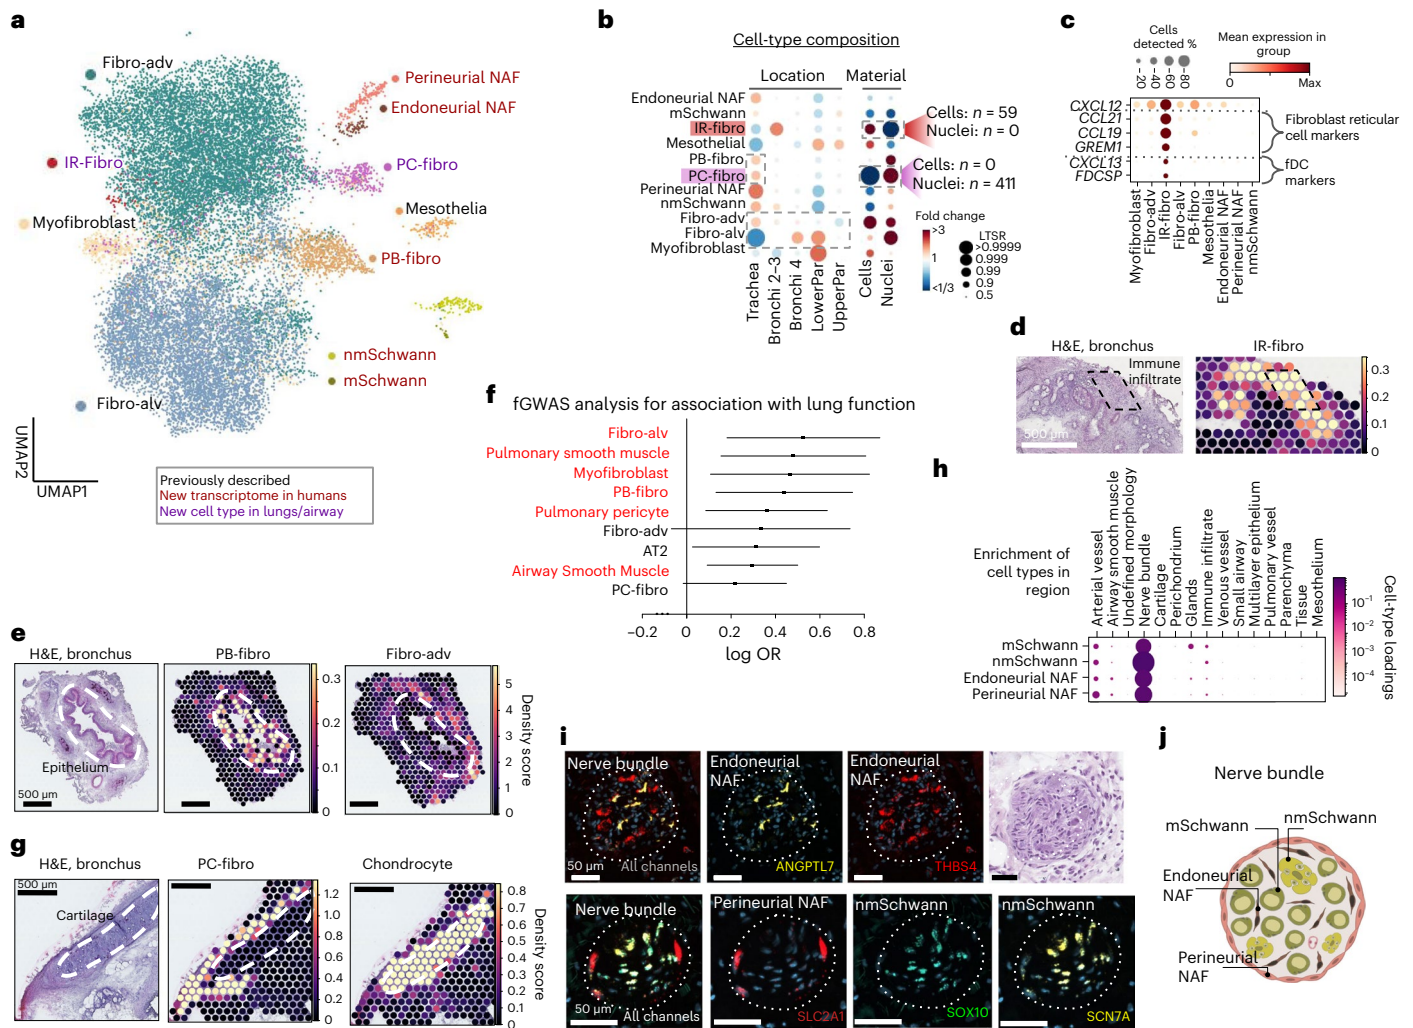 a
Fibro-adv
Perineurial NAF
Endoneurial NAF
IR-Fibro
PC-fibro
Myofibroblast
Mesothelia
PB-fibro
nmSchwann
mSchwann
Fibro-alv
UMAP2
UMAP1
Previously described
New transcriptome in humans
New cell type in lungs/airway
b
Cell-type composition
Location
Material
Endoneurial NAF
mSchwann
IR-fibro
Mesothelial
PB-fibro
PC-fibro
Perineurial NAF
nmSchwann
Fibro-adv
Fibro-alv
Myofibroblast
Trachea
Bronchi 2–3
Bronchi 4
LowerPar
UpperPar
Cells
Nuclei
Cells: n = 59
Nuclei: n = 0
Cells: n = 0
Nuclei: n = 411
Fold change
>3
1
<1/3
LTSR
>0.9999
0.999
0.99
0.9
0.5
c
Cells
detected %
–20
–40
–60
–80
Mean expression in
group
0
Max
CXCL12
CCL21
CCL19
GREM1
CXCL13
FDCSP
Fibroblast reticular
cell markers
fDC
markers
Myofibroblast
Fibro-adv
IR-fibro
Fibro-alv
PB-fibro
Mesothelia
Endoneurial NAF
Perineurial NAF
nmSchwann
d
H&E, bronchus
Immune
infiltrate
500 µm
IR-fibro
0.3
0.2
0.1
0
e
H&E, bronchus
Epithelium
500 µm
PB-fibro
0.3
0.2
0.1
0
Fibro-adv
5
4
3
2
1
0
Density score
f
fGWAS analysis for association with lung function
Fibro-alv
Pulmonary smooth muscle
Myofibroblast
PB-fibro
Pulmonary pericyte
Fibro-adv
AT2
Airway Smooth Muscle
PC-fibro
–0.2
0
0.2
0.4
0.6
0.8
log OR
g
H&E, bronchus
500 µm
Cartilage
PC-fibro
1.2
1.0
0.8
0.6
0.4
0.2
0
Chondrocyte
0.8
0.7
0.6
0.5
0.4
0.3
0.2
0.1
0
Density score
h
Enrichment of
cell types in
region
Arterial vessel
Airway smooth muscle
Undefined morphology
Nerve bundle
Cartilage
Perichondrium
Glands
Immune infiltrate
Venous vessel
Small airway
Multilayer epithelium
Pulmonary vessel
Parenchyma
Tissue
Mesothelium
mSchwann
nmSchwann
Endoneurial NAF
Perineurial NAF
10⁻¹
10⁻²
10⁻³
10⁻⁴
Cell-type loadings
i
Nerve bundle
50 µm
All channels
Endoneurial
NAF
ANGPTL7
Endoneurial
NAF
THBS4
Nerve bundle
50 µm
All channels
Perineurial NAF
SLC2A1
nmSchwann
SOX10
nmSchwann
SCN7A
j
Nerve bundle
mSchwann
nmSchwann
Endoneurial
NAF
Perineurial
NAF